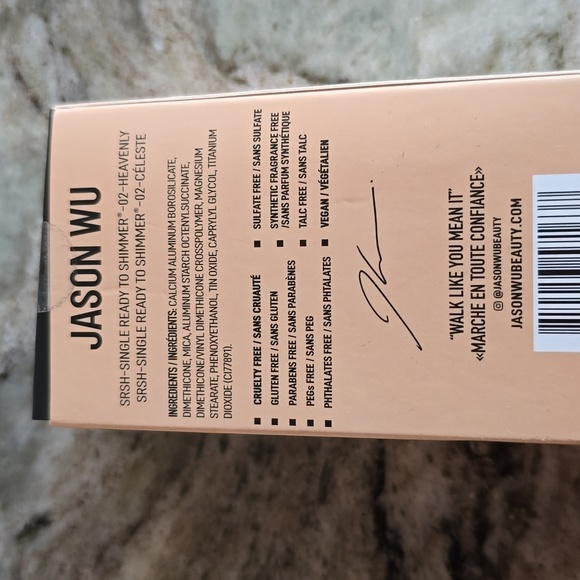 JASON WU
SRSH-SINGLE READY TO SHIMMER®-02-HEAVENLY
SRSH-SINGLE READY TO SHIMMER®-02-CÉLESTE
INGREDIENTS / INGRÉDIENTS: CALCIUM ALUMINUM BOROSILICATE,
DIMETHICONE, MICA, ALUMINUM STARCH OCTENYLSUCCINATE,
DIMETHICONE/VINYL DIMETHICONE CROSSPOLYMER, MAGNESIUM
STEARATE, PHENOXYETHANOL, TIN OXIDE, CAPRYLYL GLYCOL, TITANIUM
DIOXIDE (CI77891).
■ CRUELTY FREE / SANS CRUAUTÉ
■ GLUTEN FREE / SANS GLUTEN
■ PARABENS FREE / SANS PARABÈNES
■ PEGs FREE / SANS PEG
■ PHTHALATES FREE / SANS PHTALATES
■ SULFATE FREE / SANS SULFATE
■ SYNTHETIC FRAGRANCE FREE
/SANS PARFUM SYNTHÉTIQUE
■ TALC FREE / SANS TALC
■ VEGAN / VÉGÉTALIEN
"WALK LIKE YOU MEAN IT"
«MARCHE EN TOUTE CONFIANCE»
@JASONWUBEAUTY
JASONWUBEAUTY.COM